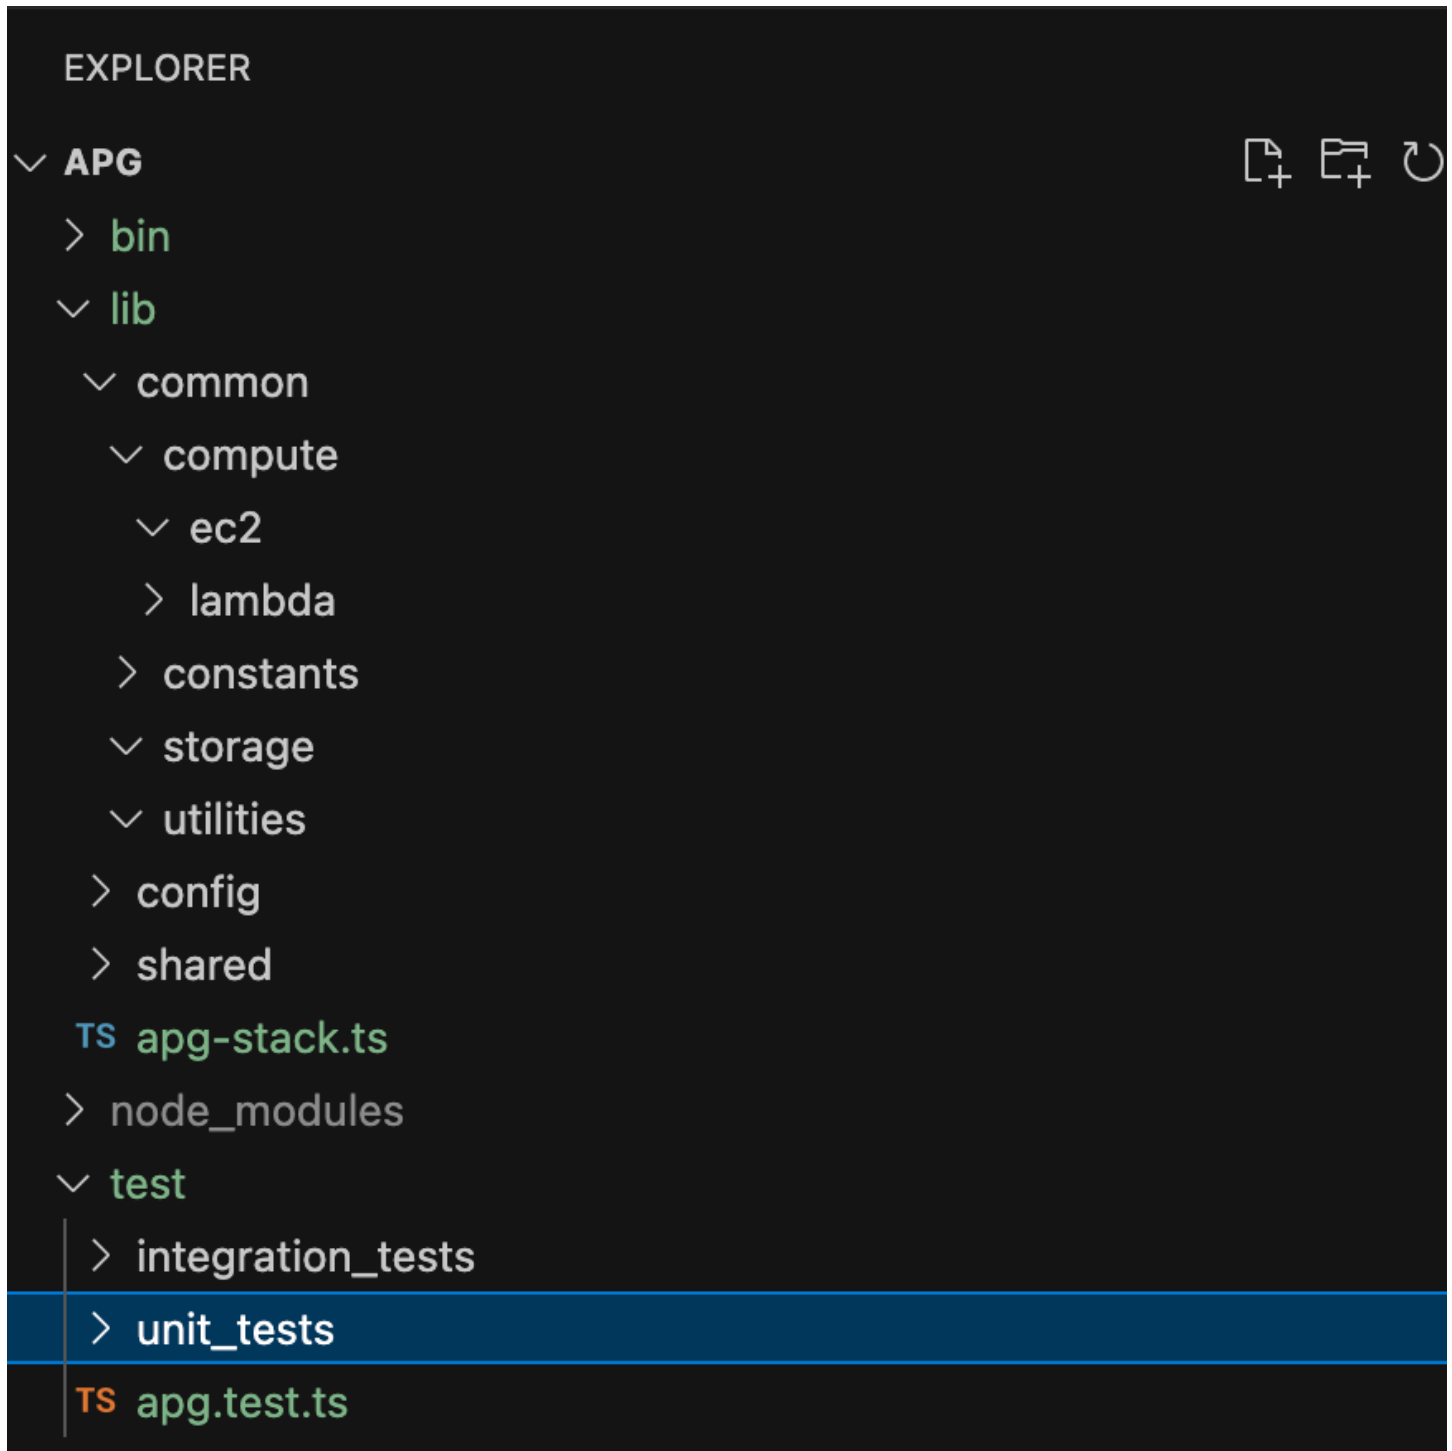 EXPLORER
APG
bin
lib
common
compute
ec2
lambda
constants
storage
utilities
config
shared
TS apg-stack.ts
node_modules
test
integration_tests
unit_tests
TS apg.test.ts